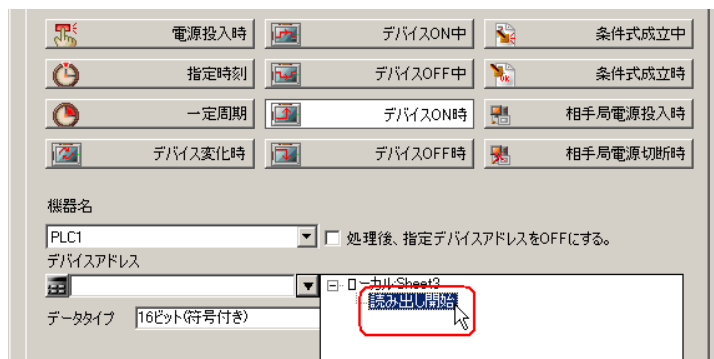 電源投入時 デバイスON中 条件式成立中
指定時刻 デバイスOFF中 条件式成立時
一定周期 デバイスON時 相手局電源投入時
デバイス変化時 デバイスOFF時 相手局電源切断時
機器名
PLC1 処理後、指定デバイスアドレスをOFFにする。
デバイスアドレス
ローカル:Sheet3
読み出し開始
データタイプ 16ビット(符号付き)